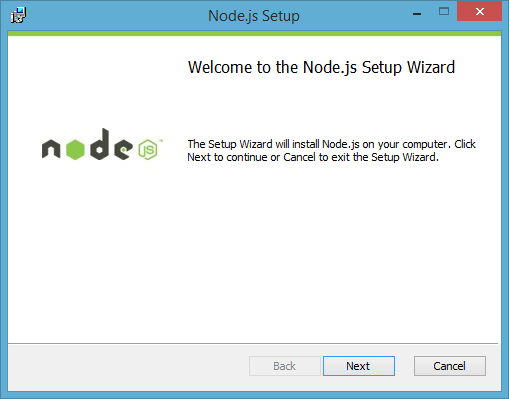 Node.js Setup
Welcome to the Node.js Setup Wizard
node JS™
The Setup Wizard will install Node.js on your computer. Click
Next to continue or Cancel to exit the Setup Wizard.
Back
Next
Cancel